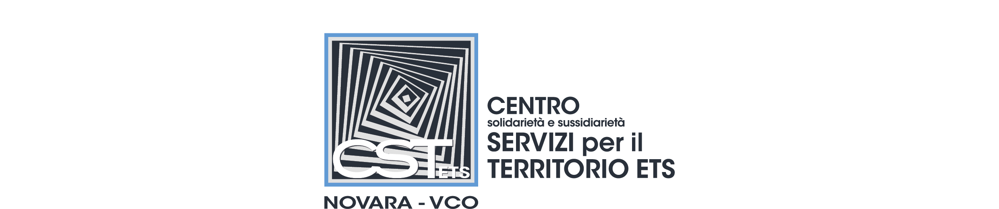 CST ETS
NOVARA - VCO
CENTRO
solidarietà e sussidiarietà
SERVIZI per il
TERRITORIO ETS